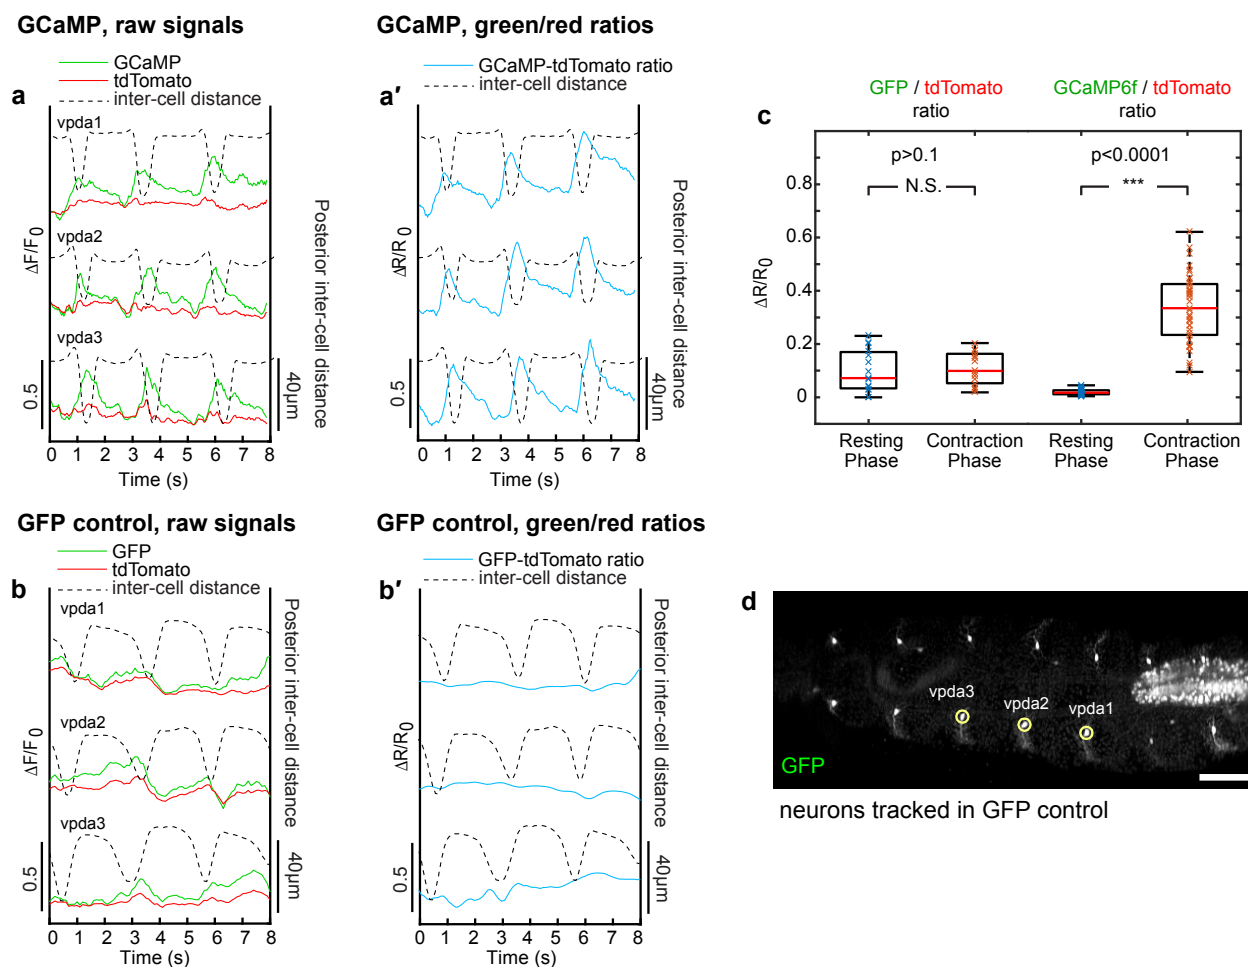 GCaMP, raw signals
GCaMP
tdTomato
inter-cell distance
a
vpda1
vpda2
vpda3
ΔF/F0
0.5
40μm
Posterior inter-cell distance
0 1 2 3 4 5 6 7 8
Time (s)
GCaMP, green/red ratios
GCaMP-tdTomato ratio
inter-cell distance
a′
ΔR/R0
0.5
40μm
Posterior inter-cell distance
0 1 2 3 4 5 6 7 8
Time (s)
c
GFP / tdTomato
ratio
GCaMP6f / tdTomato
ratio
p>0.1
N.S.
p<0.0001
***
ΔR/R0
0.8
0.6
0.4
0.2
0
Resting
Phase
Contraction
Phase
Resting
Phase
Contraction
Phase
GFP control, raw signals
GFP
tdTomato
inter-cell distance
b
vpda1
vpda2
vpda3
ΔF/F0
0.5
40μm
Posterior inter-cell distance
0 1 2 3 4 5 6 7 8
Time (s)
GFP control, green/red ratios
GFP-tdTomato ratio
inter-cell distance
b′
ΔR/R0
0.5
40μm
Posterior inter-cell distance
0 1 2 3 4 5 6 7 8
Time (s)
d
vpda3
vpda2
vpda1
GFP
neurons tracked in GFP control